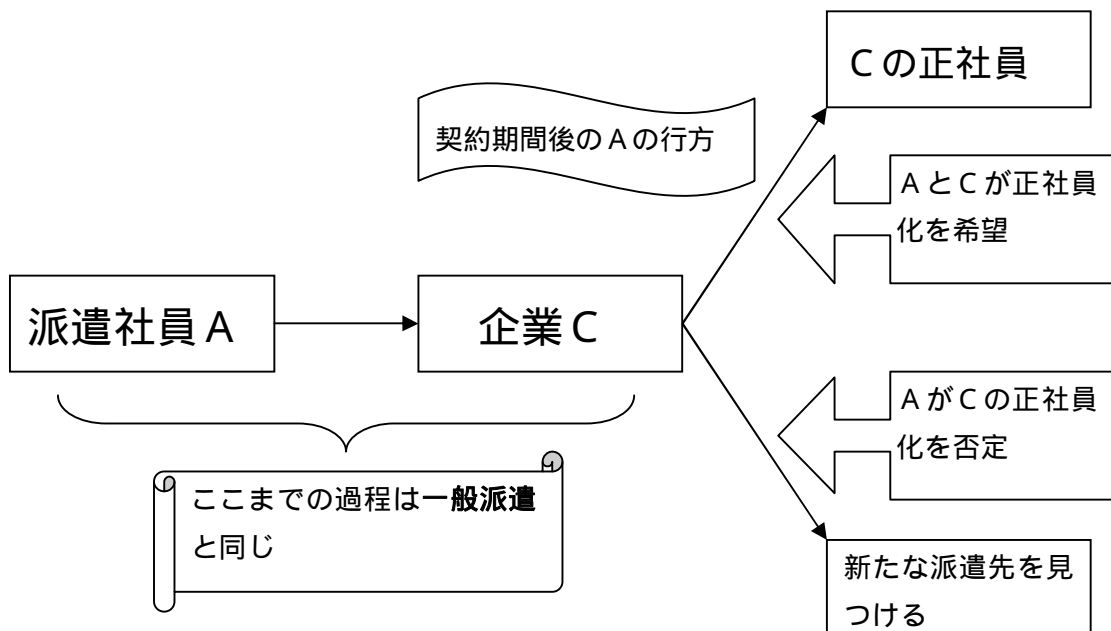 Ｃの正社員
契約期間後のＡの行方
ＡとＣが正社員
化を希望
派遣社員Ａ
企業Ｃ
ＡがＣの正社員
化を否定
ここまでの過程は一般派遣
と同じ
新たな派遣先を見
つける